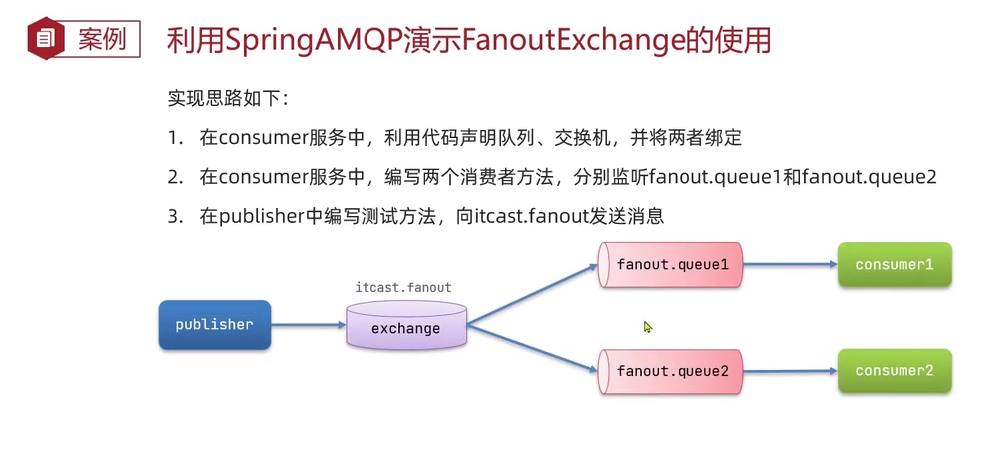 案例
利用SpringAMQP演示FanoutExchange的使用
实现思路如下：
1. 在consumer服务中，利用代码声明队列、交换机，并将两者绑定
2. 在consumer服务中，编写两个消费者方法，分别监听fanout.queue1和fanout.queue2
3. 在publisher中编写测试方法，向itcast.fanout发送消息
publisher
itcast.fanout
exchange
fanout.queue1
consumer1
fanout.queue2
consumer2